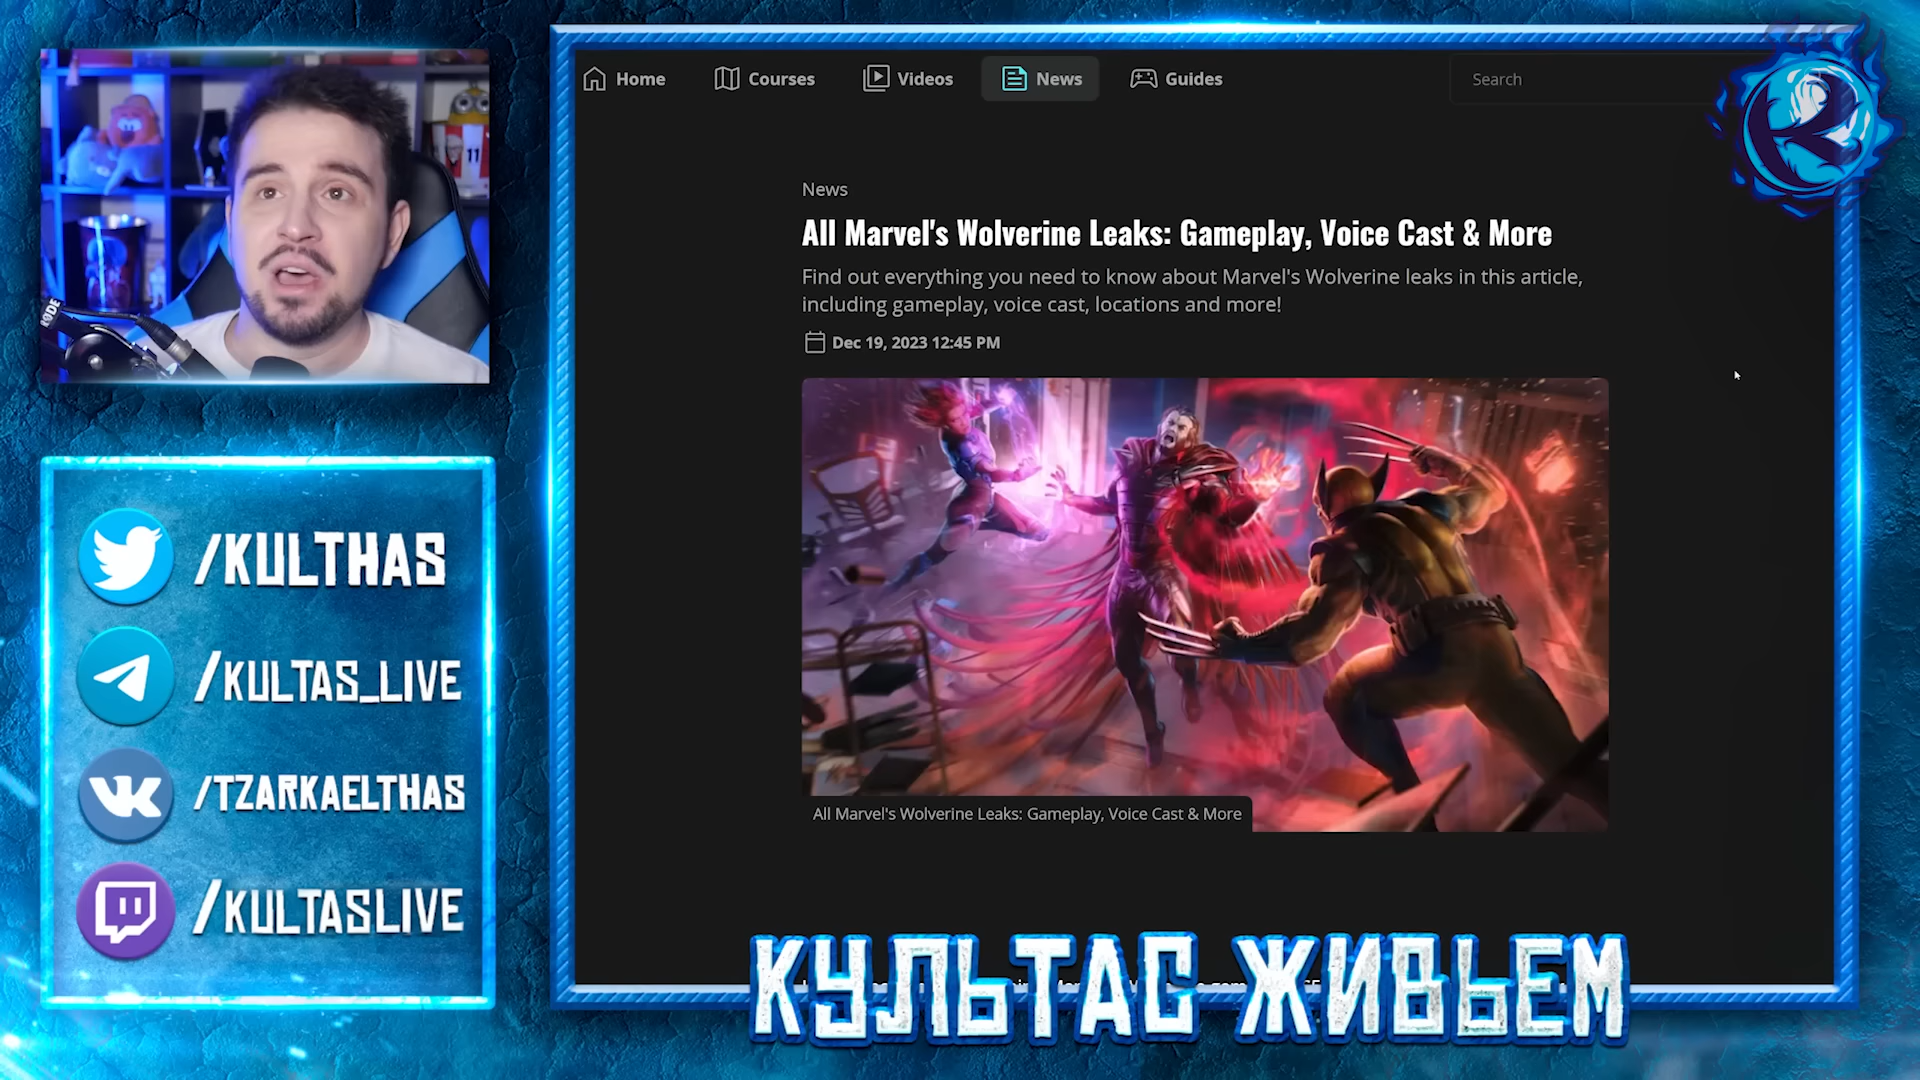 Home
Courses
Videos
News
Guides
Search
News
All Marvel's Wolverine Leaks: Gameplay, Voice Cast & More
Find out everything you need to know about Marvel's Wolverine leaks in this article,
including gameplay, voice cast, locations and more!
Dec 19, 2023 12:45 PM
All Marvel's Wolverine Leaks: Gameplay, Voice Cast & More
RØDE
11
/KULTHAS
/KULTAS_LIVE
/TZARKAELTHAS
/KULTASLIVE
КУЛЬТАС ЖИВЬЕМ